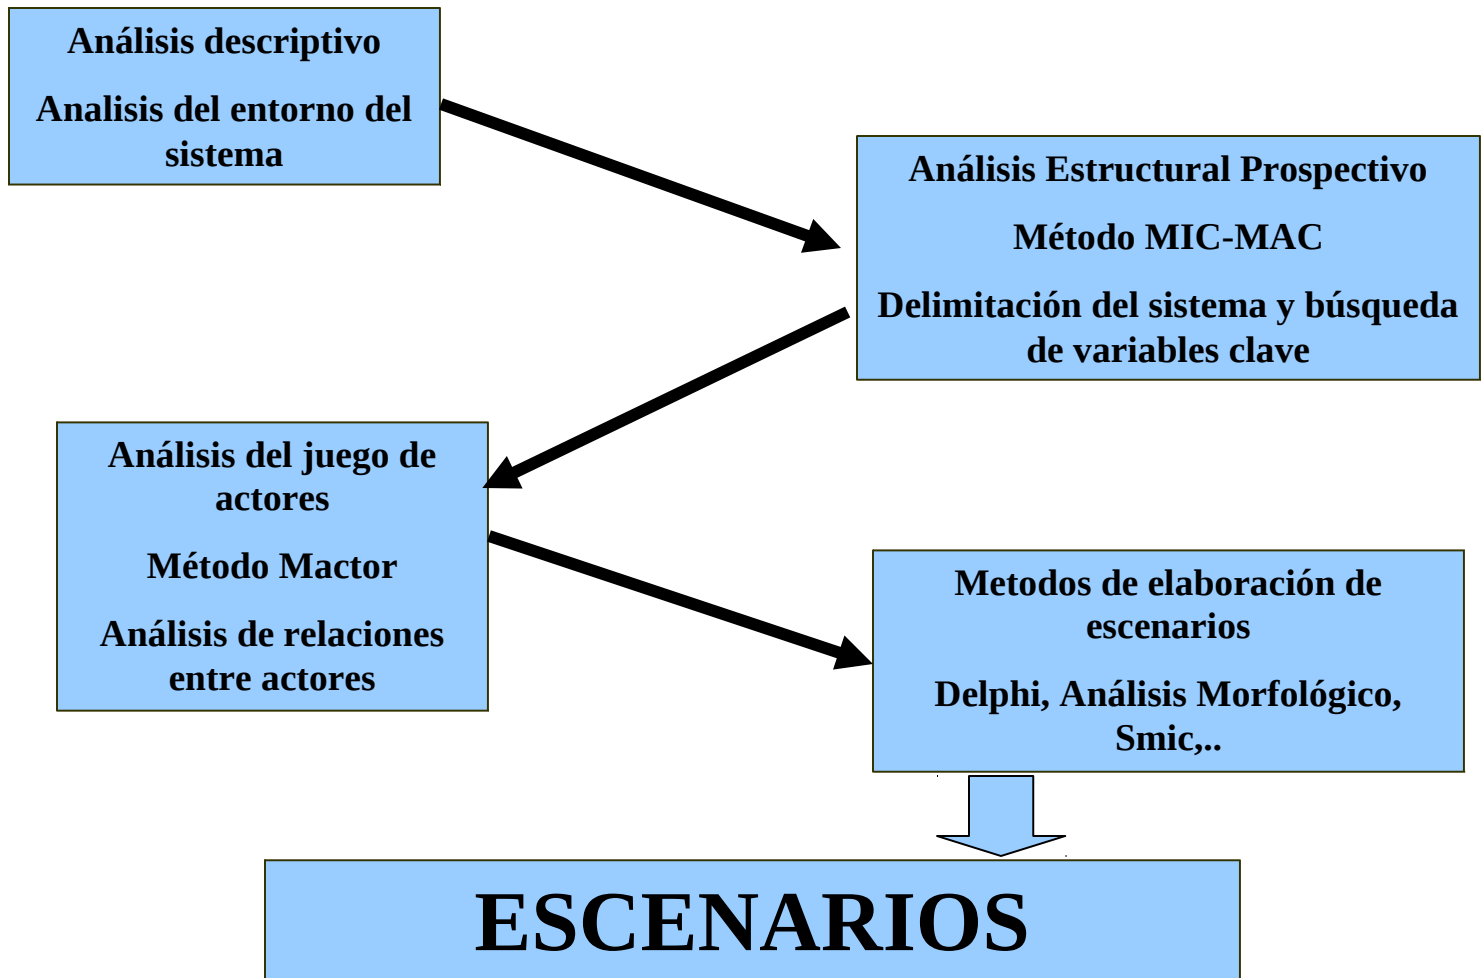 Análisis descriptivo
Analisis del entorno del
sistema
Análisis Estructural Prospectivo
Método MIC-MAC
Delimitación del sistema y búsqueda
de variables clave
Análisis del juego de
actores
Método Mactor
Análisis de relaciones
entre actores
Metodos de elaboración de
escenarios
Delphi, Análisis Morfológico,
Smic,..
ESCENARIOS